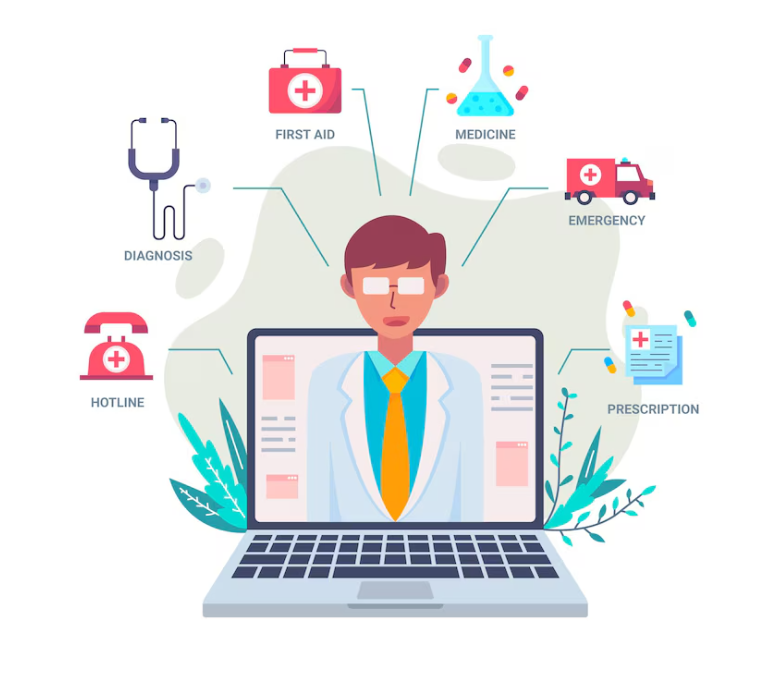 FIRST AID
MEDICINE
DIAGNOSIS
EMERGENCY
HOTLINE
PRESCRIPTION